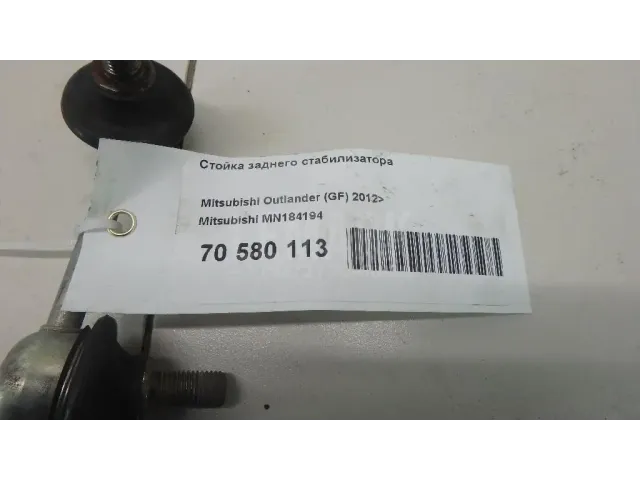 Стойка заднего стабилизатора
Mitsubishi Outlander (GF) 2012>
Mitsubishi MN184194
70 580 113